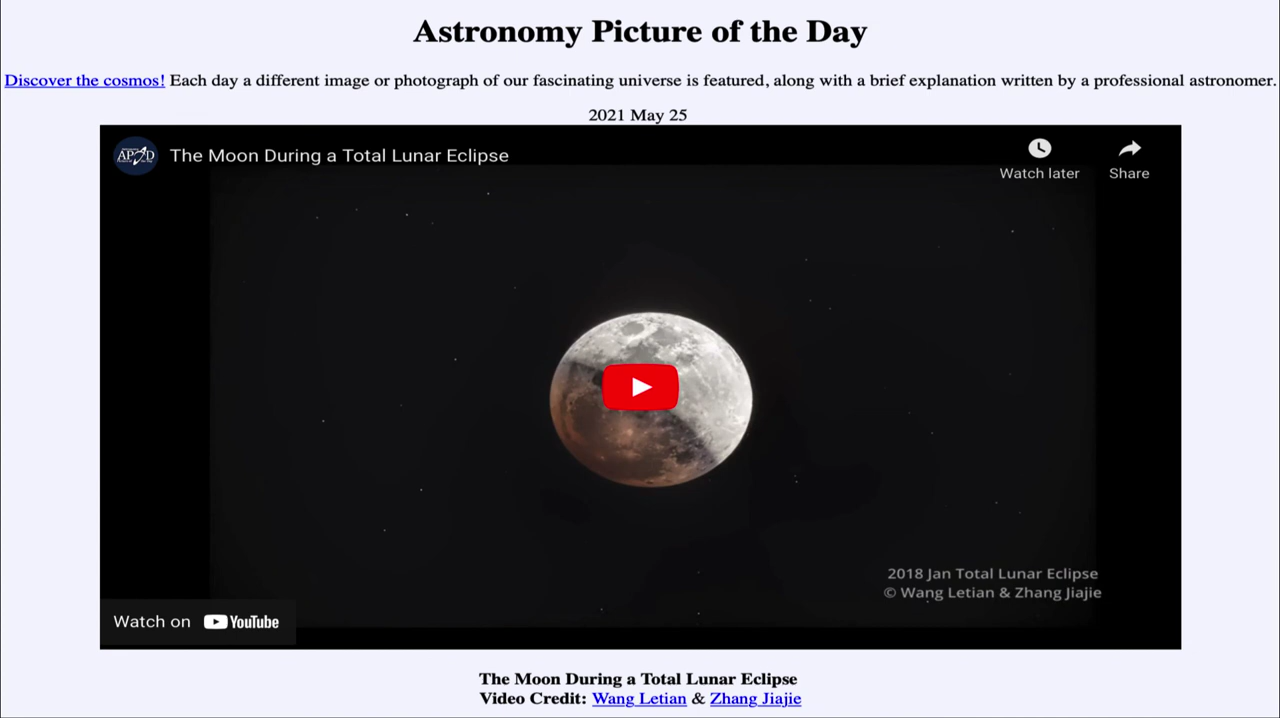 Astronomy Picture of the Day
Discover the cosmos! Each day a different image or photograph of our fascinating universe is featured, along with a brief explanation written by a professional astronomer.
2021 May 25
APOD The Moon During a Total Lunar Eclipse
Watch later Share
2018 Jan Total Lunar Eclipse
© Wang Letian & Zhang Jiajie
Watch on YouTube
The Moon During a Total Lunar Eclipse
Video Credit: Wang Letian & Zhang Jiajie